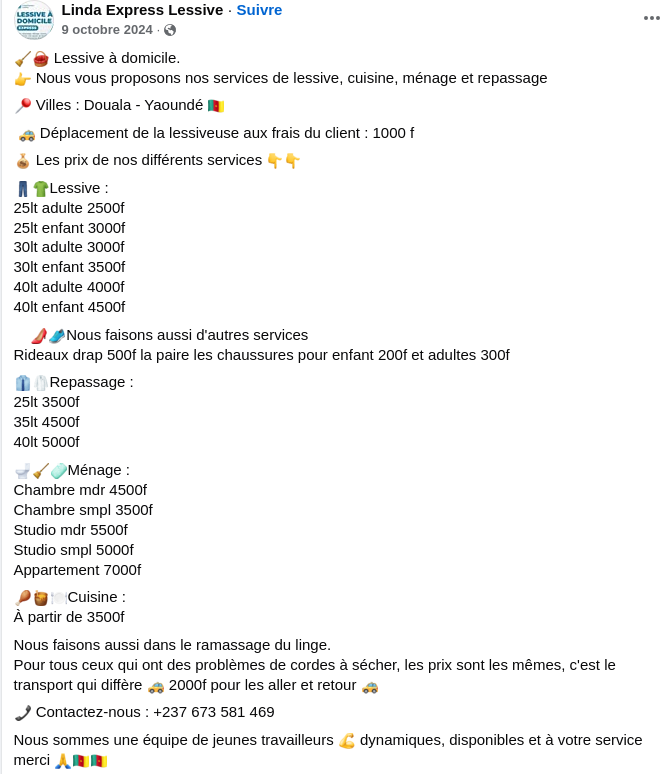 LESSIVE À
DOMICILE
EXPRESS
Linda Express Lessive · Suivre
9 octobre 2024 ·
🧹🧺 Lessive à domicile.
👉 Nous vous proposons nos services de lessive, cuisine, ménage et repassage
📍 Villes : Douala - Yaoundé 🇨🇲
🚕 Déplacement de la lessiveuse aux frais du client : 1000 f
💰 Les prix de nos différents services 👇👇
👖👕Lessive :
25lt adulte 2500f
25lt enfant 3000f
30lt adulte 3000f
30lt enfant 3500f
40lt adulte 4000f
40lt enfant 4500f
👠👟Nous faisons aussi d'autres services
Rideaux drap 500f la paire les chaussures pour enfant 200f et adultes 300f
👔🥼Repassage :
25lt 3500f
35lt 4500f
40lt 5000f
🚽🧹🧼Ménage :
Chambre mdr 4500f
Chambre smpl 3500f
Studio mdr 5500f
Studio smpl 5000f
Appartement 7000f
🍗🍯🍽️Cuisine :
À partir de 3500f
Nous faisons aussi dans le ramassage du linge.
Pour tous ceux qui ont des problèmes de cordes à sécher, les prix sont les mêmes, c'est le
transport qui diffère 🚕 2000f pour les aller et retour 🚕
📞 Contactez-nous : +237 673 581 469
Nous sommes une équipe de jeunes travailleurs 💪 dynamiques, disponibles et à votre service
merci 🙏🇨🇲🇨🇲